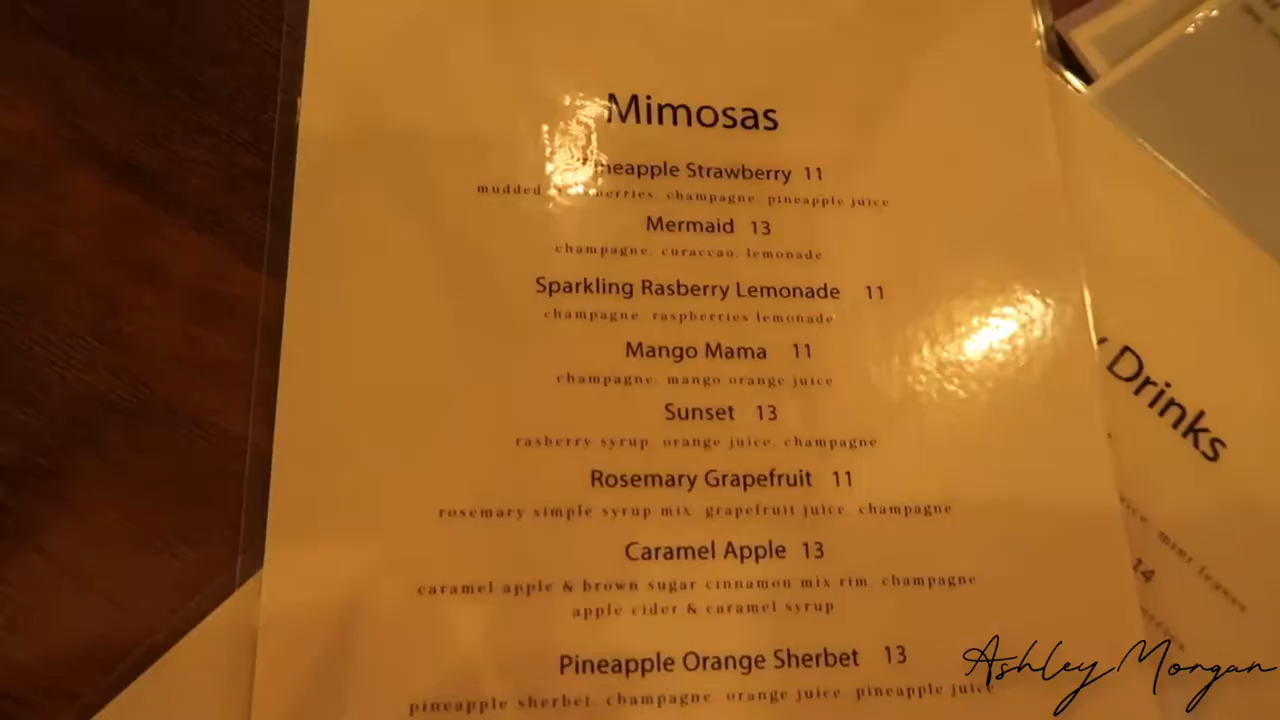 Mimosas
Strawberry 11
mudded champagne, pineapple juice
Mermaid 13
champagne, curaccao, lemonade
Sparkling Rasberry Lemonade 11
champagne, raspberries lemonade
Mango Mama 11
champagne, mango orange juice
Sunset 13
rasberry syrup, orange juice, champagne
Rosemary Grapefruit 11
rosemary simple syrup mix, grapefruit juice, champagne
Caramel Apple 13
caramel apple & brown sugar cinnamon mix rim, champagne
apple cider & caramel syrup
Pineapple Orange Sherbet 13
pineapple sherbet, champagne, orange juice, pineapple juice
Drinks
mint leaves
14
Ashley Morgan